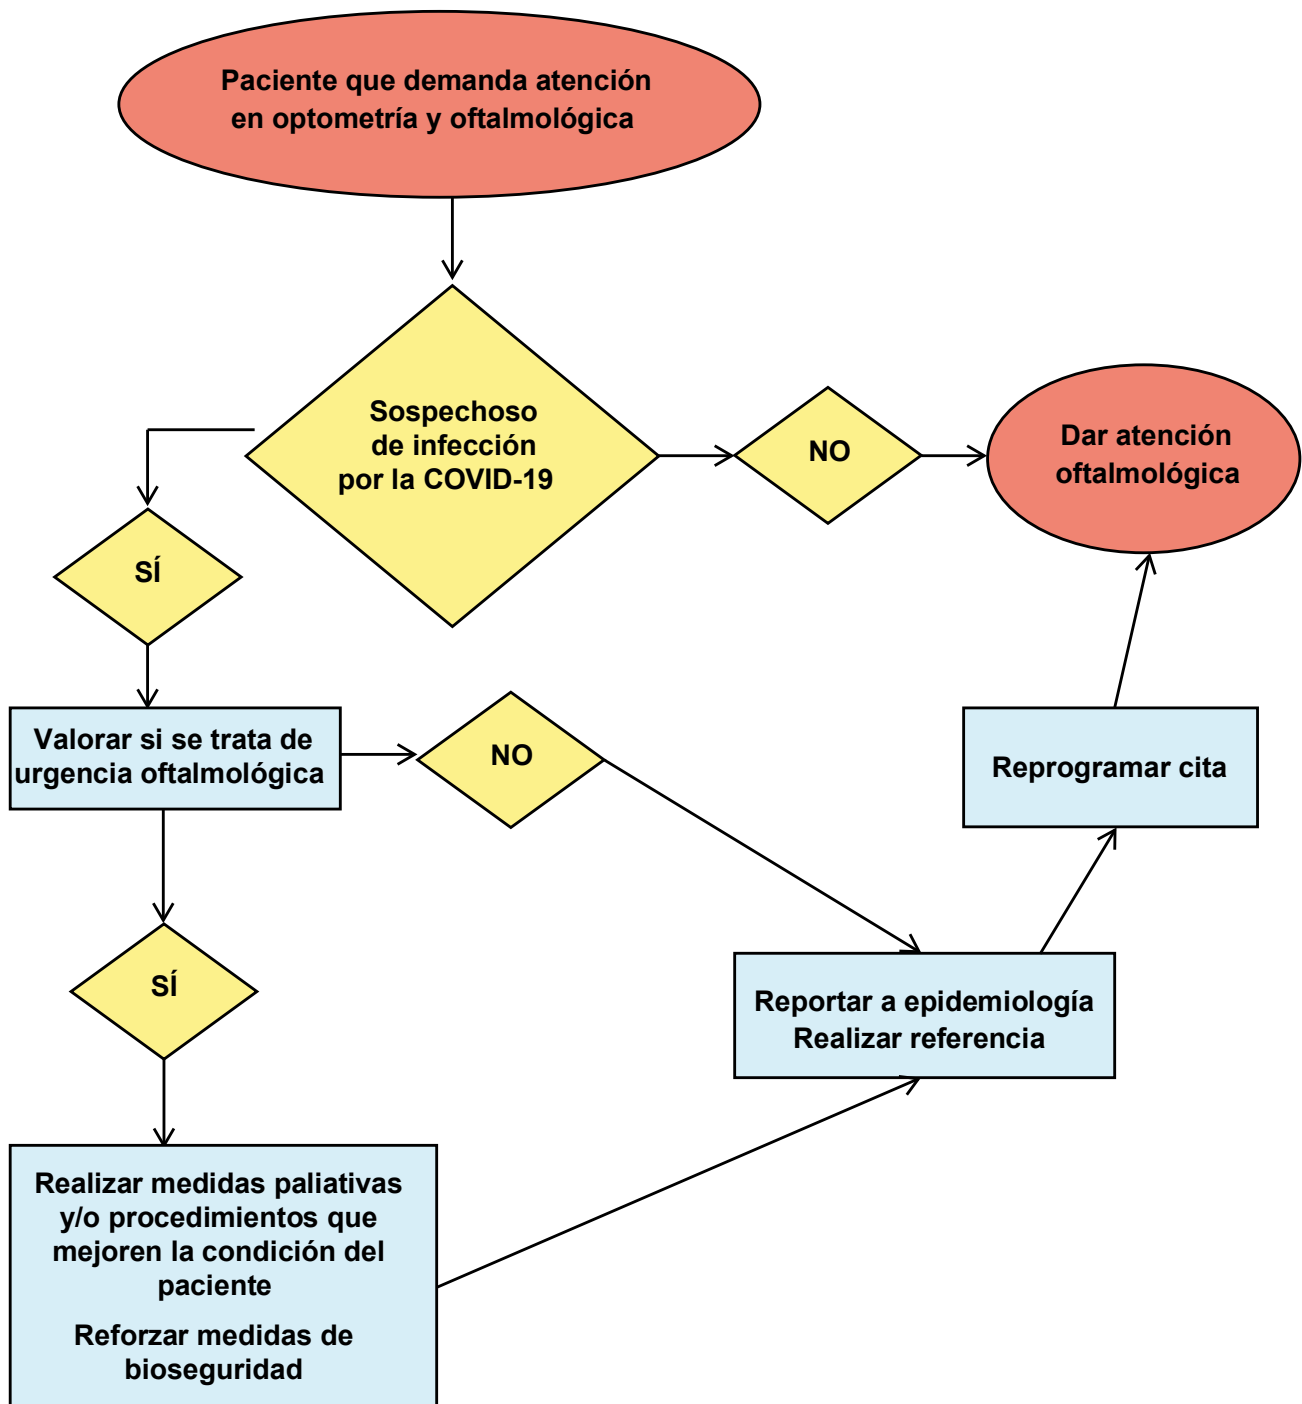 Paciente que demanda atención
en optometría y oftalmológica
Sospechoso
de infección
por la COVID-19
NO
Dar atención
oftalmológica
SÍ
Valorar si se trata de
urgencia oftalmológica
NO
Reprogramar cita
SÍ
Reportar a epidemiología
Realizar referencia
Realizar medidas paliativas
y/o procedimientos que
mejoren la condición del
paciente
Reforzar medidas de
bioseguridad